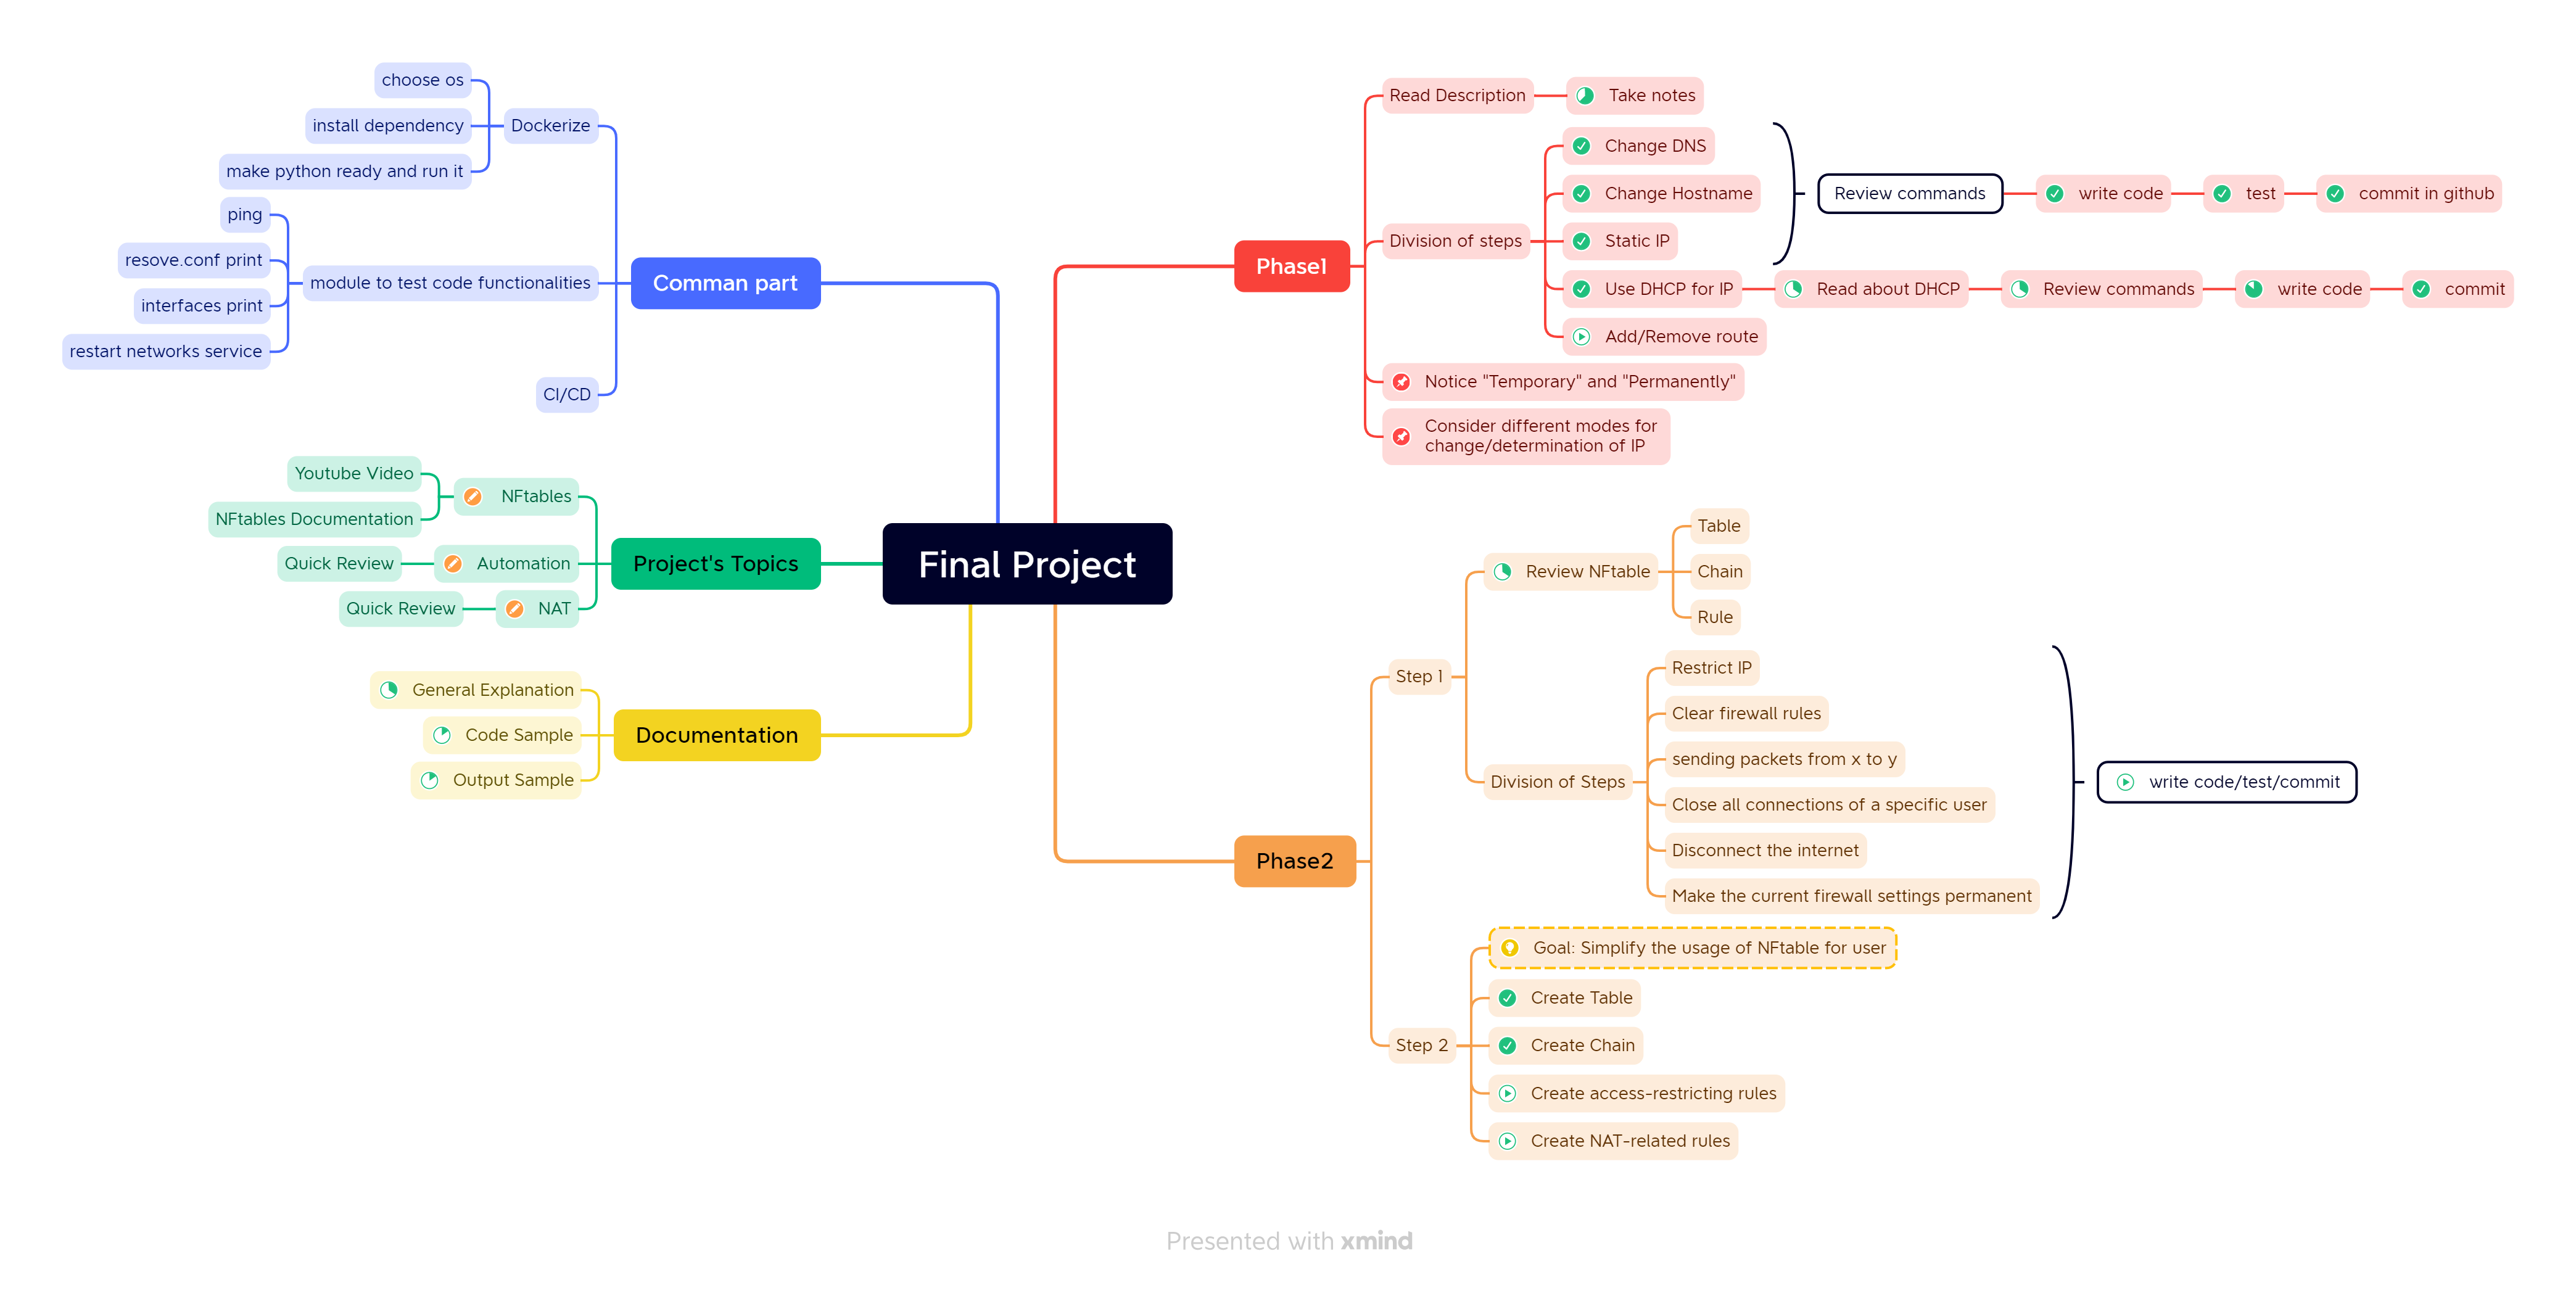 Final Project
Comman part
Dockerize
choose os
install dependency
make python ready and run it
module to test code functionalities
ping
resove.conf print
interfaces print
restart networks service
CI/CD
Project's Topics
NFtables
Youtube Video
NFtables Documentation
Automation
Quick Review
NAT
Quick Review
Documentation
General Explanation
Code Sample
Output Sample
Phase1
Read Description
Take notes
Division of steps
Change DNS
Change Hostname
Static IP
Review commands
write code
test
commit in github
Use DHCP for IP
Read about DHCP
Review commands
write code
commit
Add/Remove route
Notice "Temporary" and "Permanently"
Consider different modes for
change/determination of IP
Phase2
Step 1
Review NFtable
Table
Chain
Rule
Division of Steps
Restrict IP
Clear firewall rules
sending packets from x to y
Close all connections of a specific user
Disconnect the internet
Make the current firewall settings permanent
write code/test/commit
Step 2
Goal: Simplify the usage of NFtable for user
Create Table
Create Chain
Create access-restricting rules
Create NAT-related rules
Presented with xmind